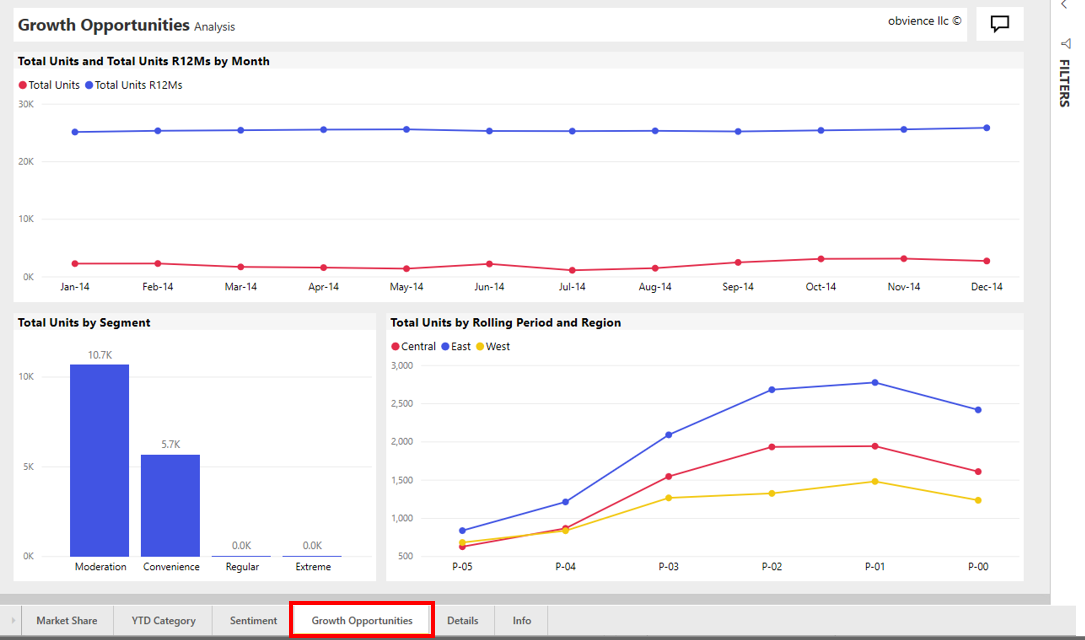 Growth Opportunities Analysis
obvience llc ©
FILTERS
Total Units and Total Units R12Ms by Month
Total Units Total Units R12Ms
30K
20K
10K
0K
Jan-14 Feb-14 Mar-14 Apr-14 May-14 Jun-14 Jul-14 Aug-14 Sep-14 Oct-14 Nov-14 Dec-14
Total Units by Segment
10.7K
10K
5.7K
5K
0.0K 0.0K
0K
Moderation Convenience Regular Extreme
Total Units by Rolling Period and Region
Central East West
3,000
2,500
2,000
1,500
1,000
500
P-05 P-04 P-03 P-02 P-01 P-00
Market Share YTD Category Sentiment Growth Opportunities Details Info